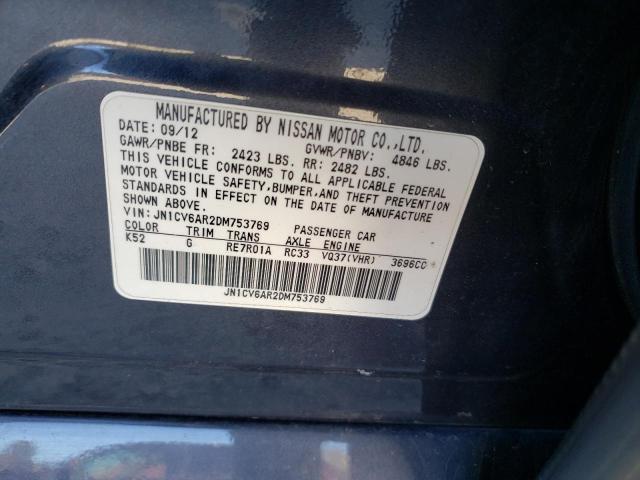 MANUFACTURED BY NISSAN MOTOR CO.,LTD.
DATE: 09/12 GVWR/PNBV: 4846 LBS.
GAWR/PNBE FR: 2423 LBS. RR: 2482 LBS.
THIS VEHICLE CONFORMS TO ALL APPLICABLE FEDERAL
MOTOR VEHICLE SAFETY,BUMPER,AND THEFT PREVENTION
STANDARDS IN EFFECT ON THE DATE OF MANUFACTURE
SHOWN ABOVE.
VIN: JN1CV6AR2DM753769 PASSENGER CAR
COLOR TRIM TRANS AXLE ENGINE
K52 G RE7R01A RC33 VQ37(VHR) 3696CC
JN1CV6AR2DM753769